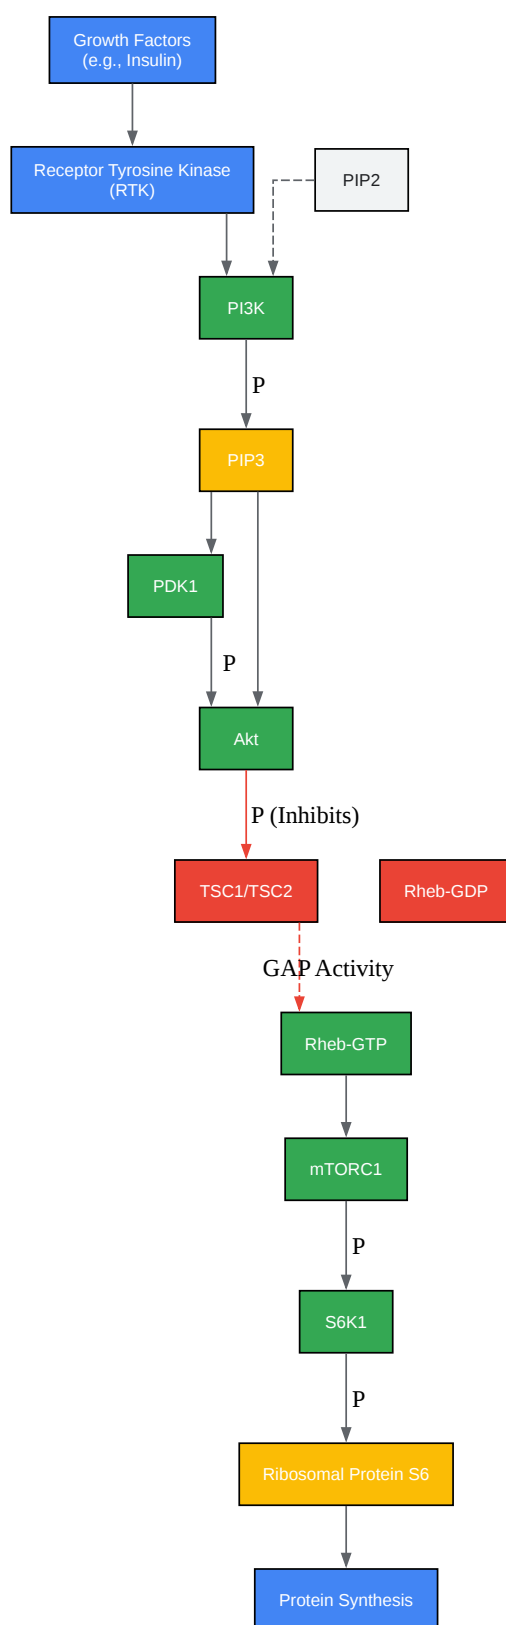 Growth Factors
(e.g., Insulin)
Receptor Tyrosine Kinase
(RTK)
PIP2
PI3K
P
PIP3
PDK1
P
Akt
P (Inhibits)
TSC1/TSC2
Rheb-GDP
GAP Activity
Rheb-GTP
mTORC1
P
S6K1
P
Ribosomal Protein S6
Protein Synthesis